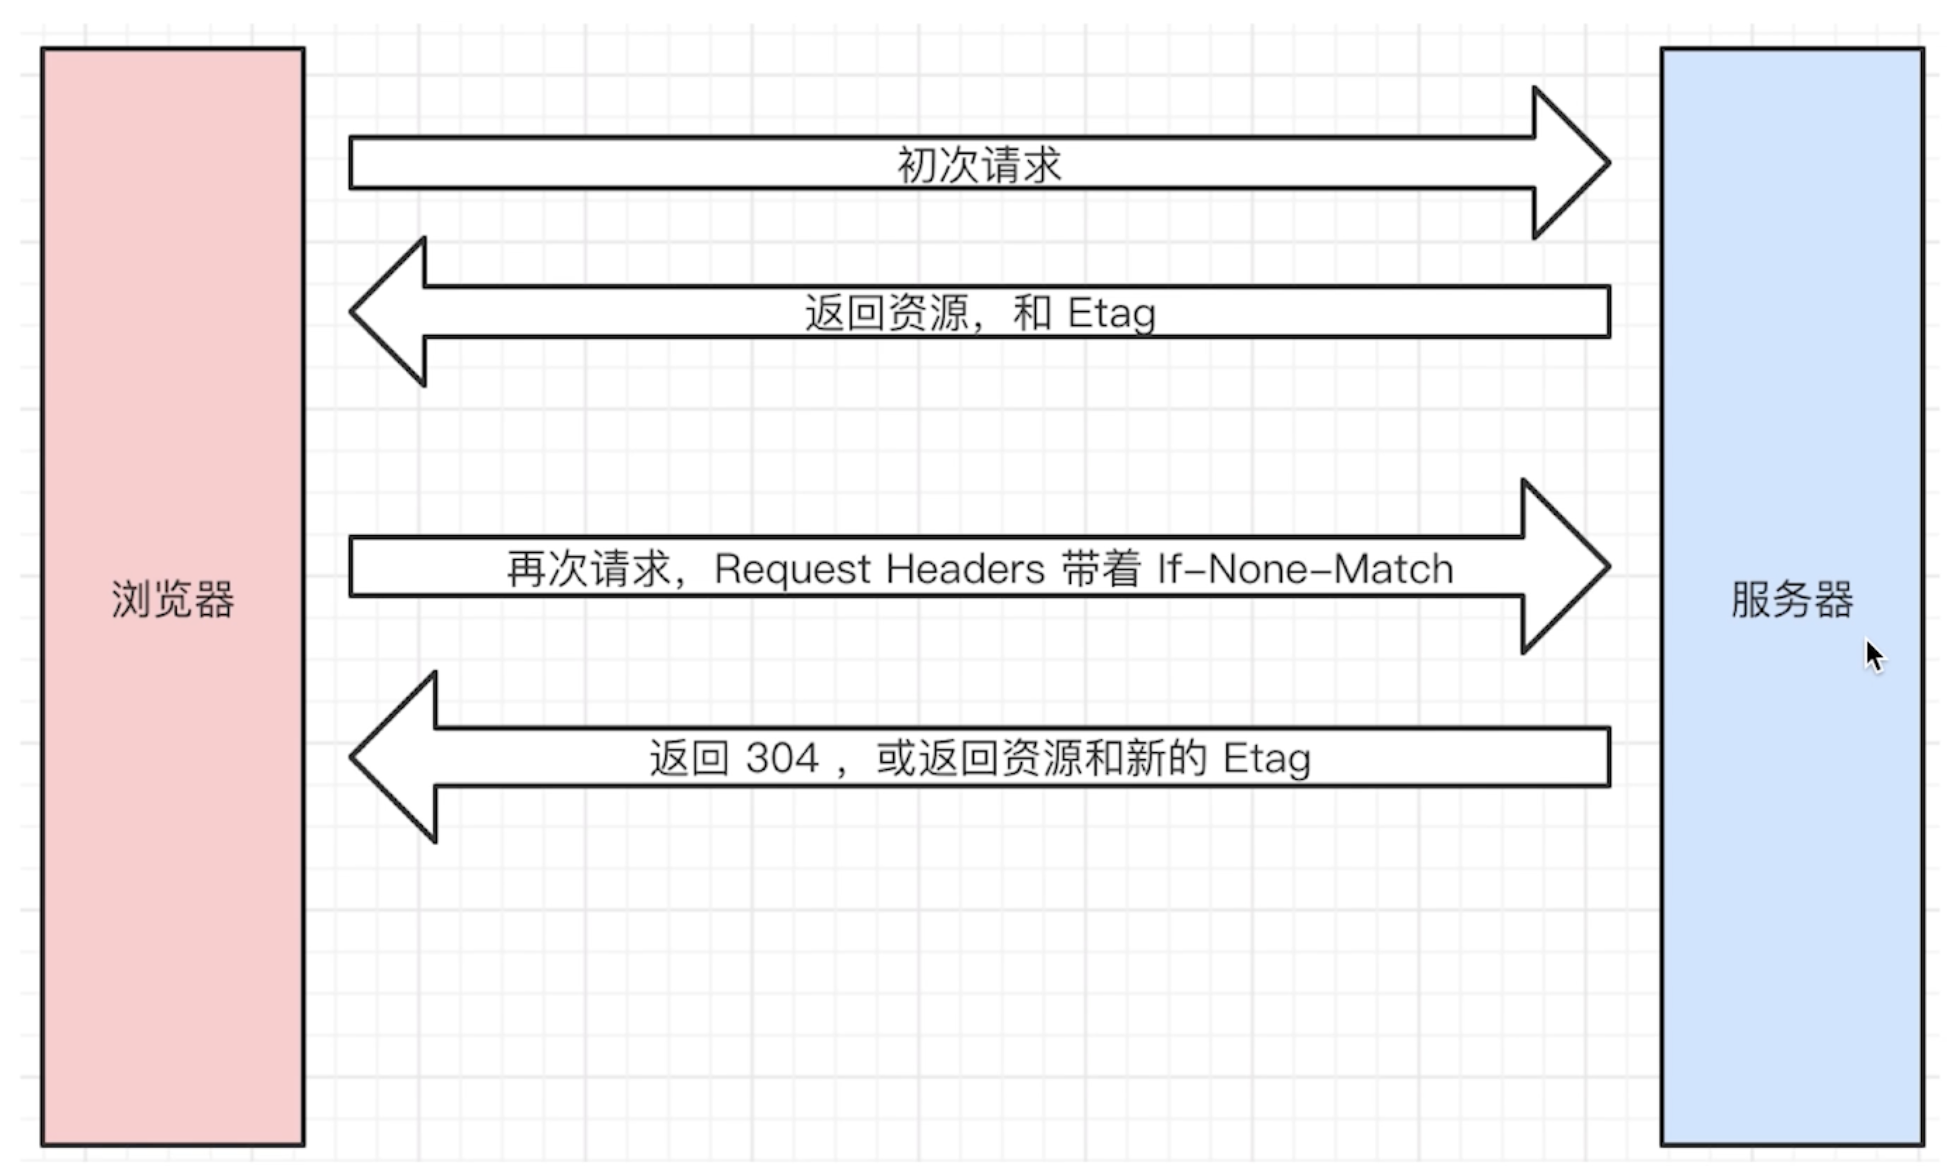 初次请求
返回资源，和 Etag
再次请求，Request Headers 带着 If-None-Match
浏览器
服务器
返回 304 ，或返回资源和新的 Etag